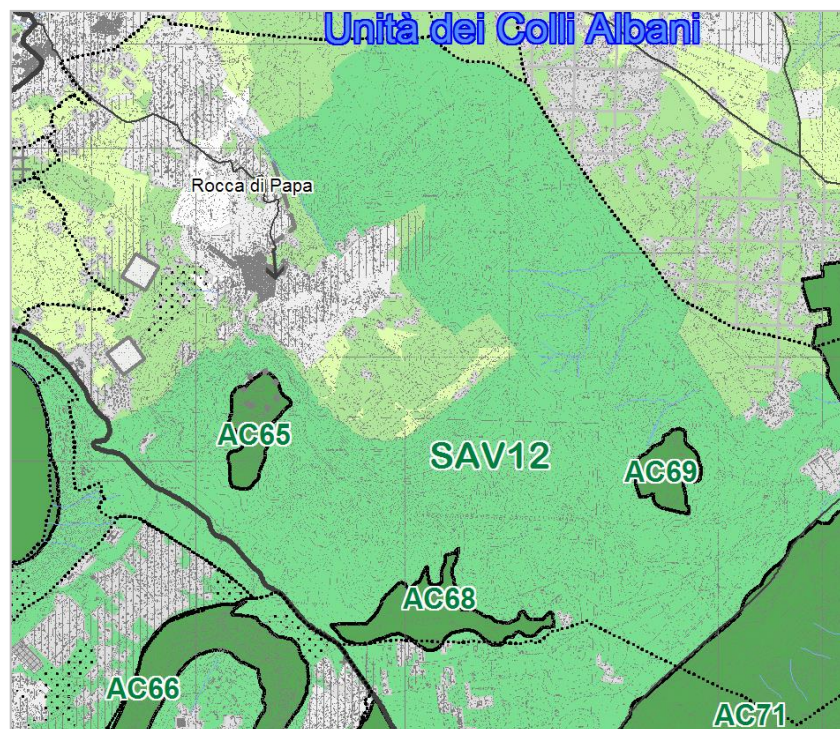 Unità dei Colli Albani
Rocca di Papa
AC65
SAV12
AC69
AC68
AC66
AC71